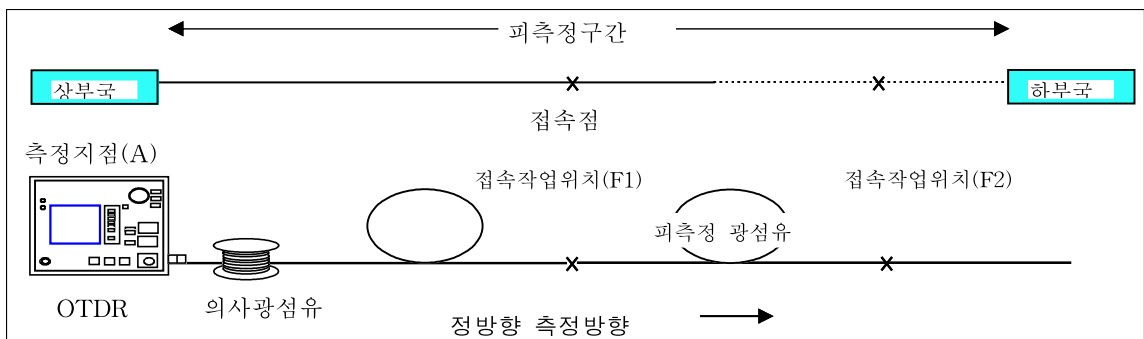 피측정구간
상부국
하부국
접속점
측정지점(A)
접속작업위치(F1)
접속작업위치(F2)
피측정 광섬유
OTDR
의사광섬유
정방향 측정방향